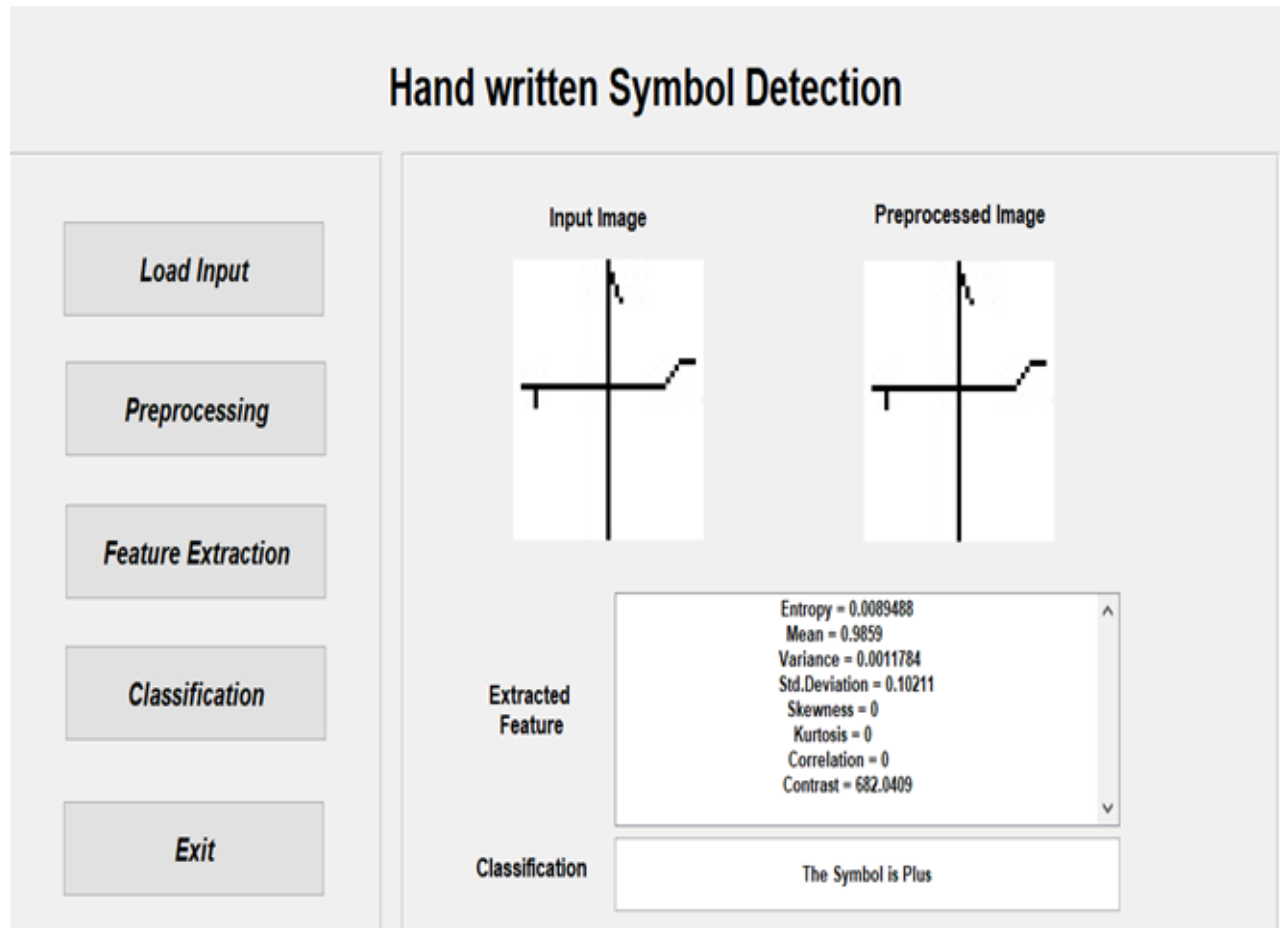 Hand written Symbol Detection
Load Input
Preprocessing
Feature Extraction
Classification
Exit
Input Image
Preprocessed Image
Extracted
Feature
Entropy = 0.0089488
Mean = 0.9859
Variance = 0.0011784
Std.Deviation = 0.10211
Skewness = 0
Kurtosis = 0
Correlation = 0
Contrast = 682.0409
Classification
The Symbol is Plus